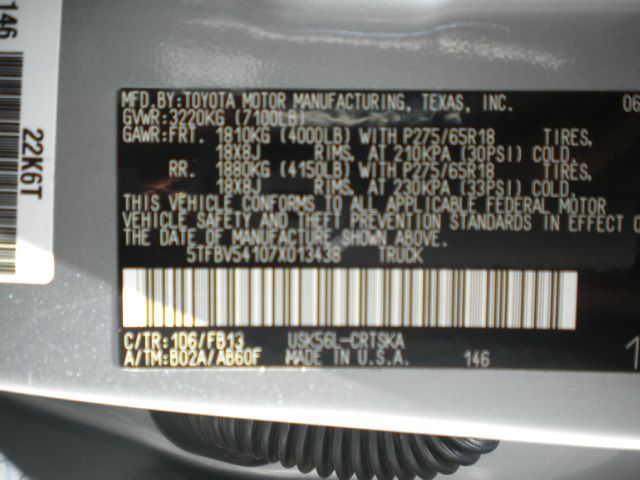 146
22K6T
MFD.BY:TOYOTA MOTOR MANUFACTURING, TEXAS, INC. 06
GVWR:3220KG (7100LB)
GAWR:FRT. 1810KG (4000LB) WITH P275/65R18 TIRES,
18X8J RIMS, AT 210KPA (30PSI) COLD.
RR. 1880KG (4150LB) WITH P275/65R18 TIRES,
18X8J RIMS, AT 230KPA (33PSI) COLD.
THIS VEHICLE CONFORMS TO ALL APPLICABLE FEDERAL MOTOR
VEHICLE SAFETY AND THEFT PREVENTION STANDARDS IN EFFECT
THE DATE OF MANUFACTURE SHOWN ABOVE.
5TFBV54107X013438 TRUCK
C/TR:1D6/FB13 USK56L-CRTSKA
A/TM:B02A/AB60F MADE IN U.S.A. 146